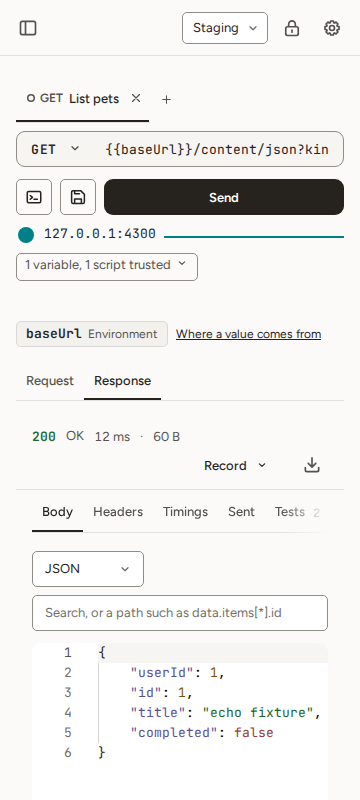 Staging
GET List pets
GET {{baseUrl}}/content/json?kin
Send
127.0.0.1:4300
1 variable, 1 script trusted
baseUrl Environment Where a value comes from
Request Response
200 OK 12 ms · 60 B
Record
Body Headers Timings Sent Tests 2
JSON
Search, or a path such as data.items[*].id
1 {
2 "userId": 1,
3 "id": 1,
4 "title": "echo fixture",
5 "completed": false
6 }